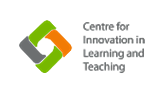 Centre for
Innovation in
Learning and
Teaching